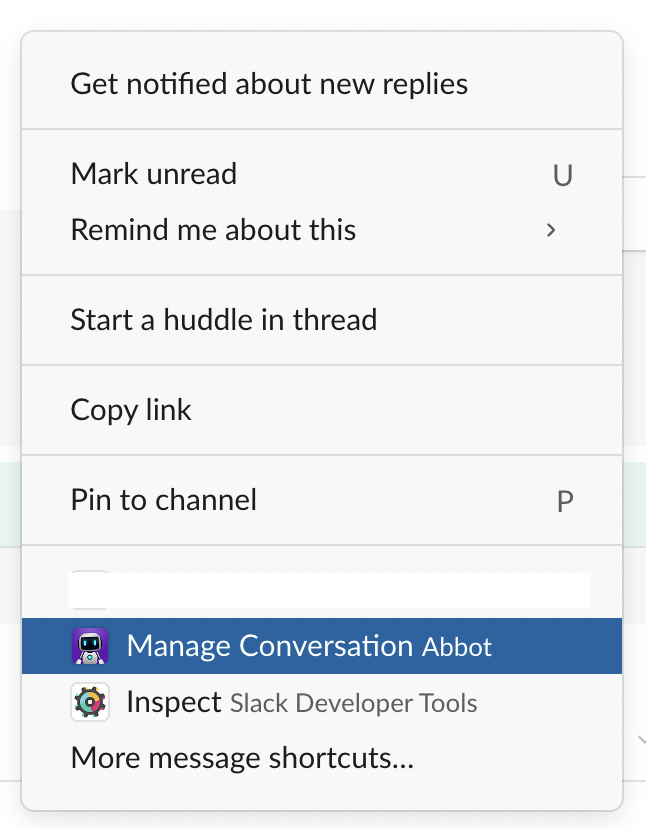 Get notified about new replies
Mark unread U
Remind me about this
Start a huddle in thread
Copy link
Pin to channel P
Manage Conversation Abbot
Inspect Slack Developer Tools
More message shortcuts...